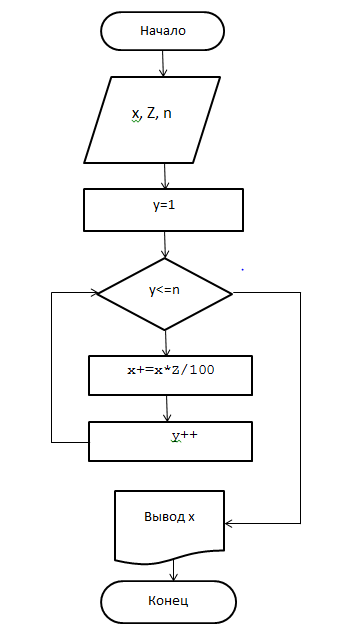 Начало
x, Z, n
y=1
y<=n
x+=x*Z/100
y++
Вывод x
Конец